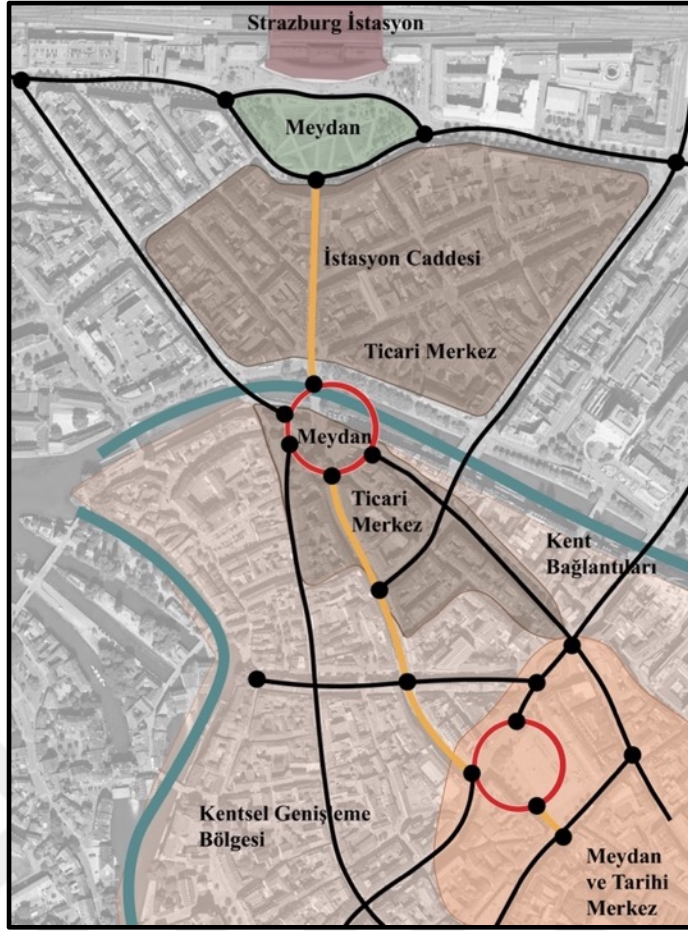 Strazburg İstasyon
Meydan
İstasyon Caddesi
Ticari Merkez
Meydan
Ticari
Merkez
Kent
Bağlantıları
Kentsel Genişleme
Bölgesi
Meydan
ve Tarihi
Merkez